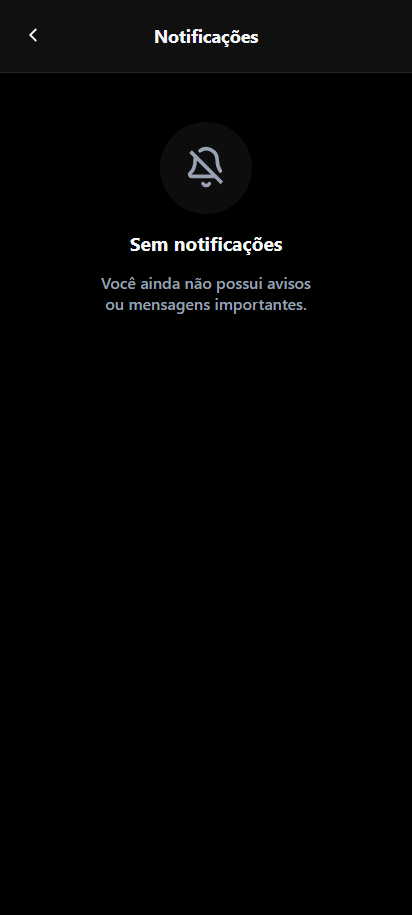 Notificações
Sem notificações
Você ainda não possui avisos
ou mensagens importantes.